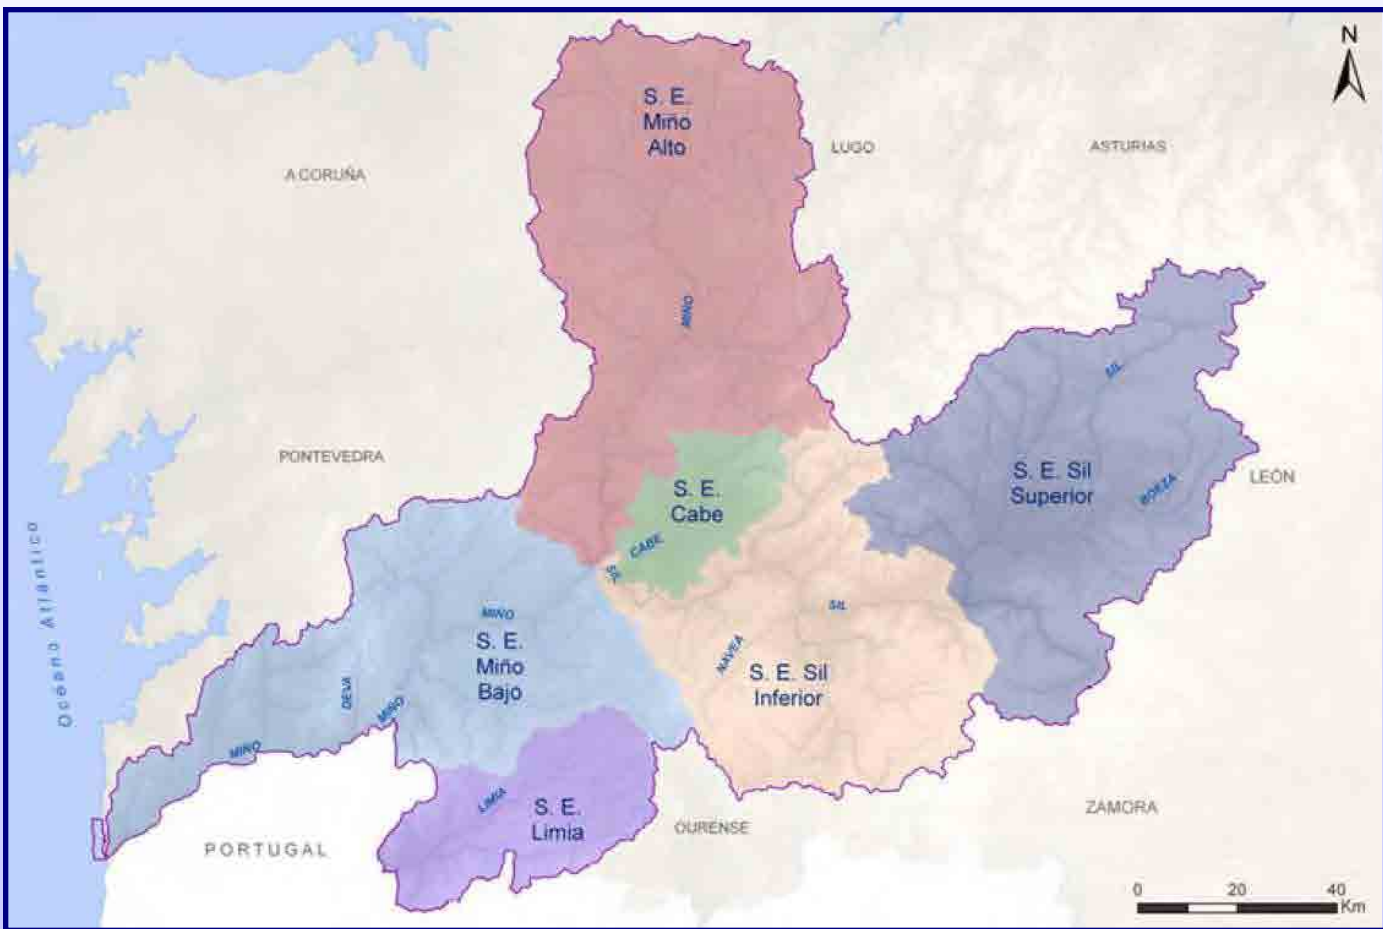 N
S. E.
Miño
Alto
LUGO
ASTURIAS
A CORUÑA
MIÑO
SIL
PONTEVEDRA
S. E. Sil
Superior
LEÓN
BOEZA
S. E.
Cabe
CABE
SIL
Océano Atlántico
MIÑO
SIL
S. E.
Miño
Bajo
NAVEA
S. E. Sil
Inferior
DEVA
MIÑO
MIÑO
LIMIA
S. E.
Limia
OURENSE
ZAMORA
PORTUGAL
0 20 40
Km